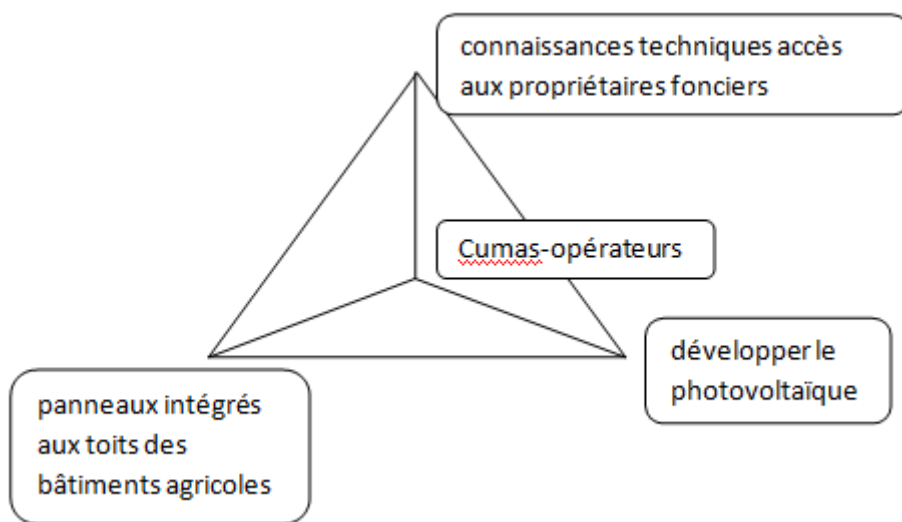 connaissances techniques accès
aux propriétaires fonciers
Cumas-opérateurs
développer le
photovoltaïque
panneaux intégrés
aux toits des
bâtiments agricoles